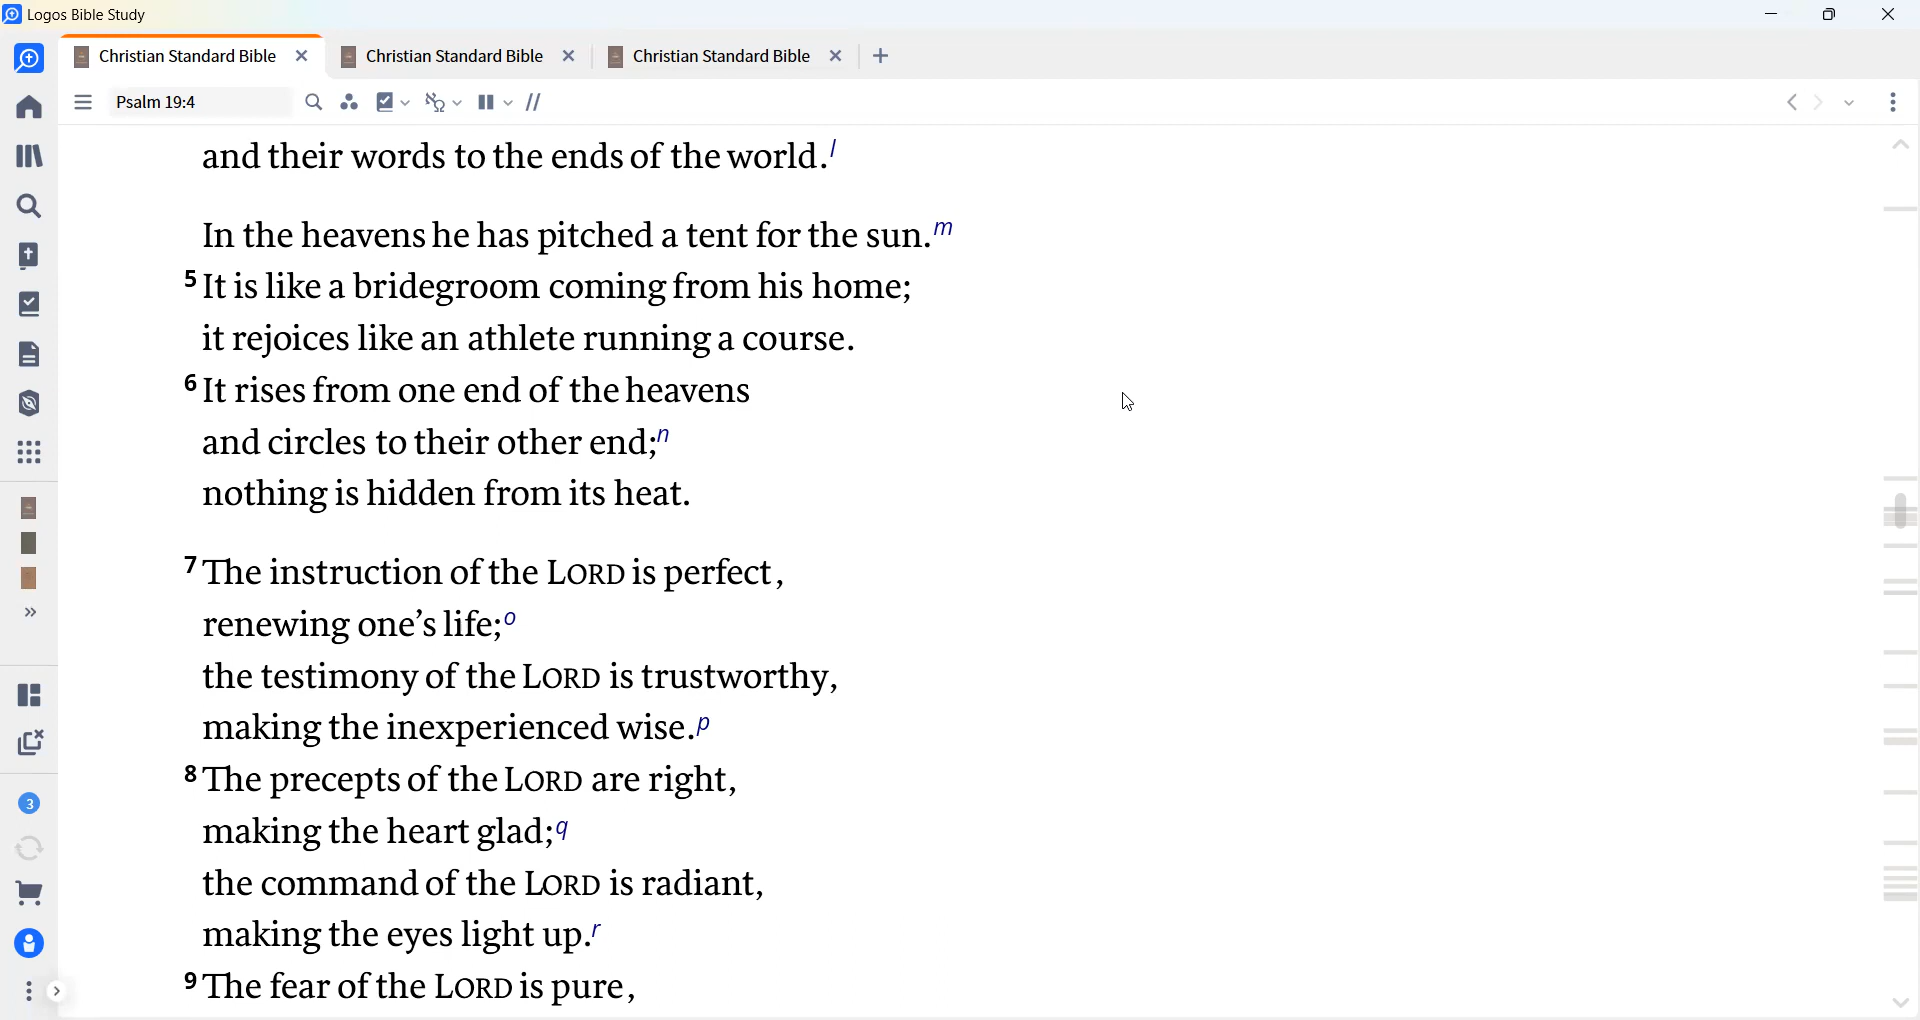 Logos Bible Study
Christian Standard Bible
Christian Standard Bible
Christian Standard Bible
Psalm 19:4
and their words to the ends of the world.l
In the heavens he has pitched a tent for the sun.m
5 It is like a bridegroom coming from his home;
it rejoices like an athlete running a course.
6 It rises from one end of the heavens
and circles to their other end;n
nothing is hidden from its heat.
7 The instruction of the LORD is perfect,
renewing one’s life;o
the testimony of the LORD is trustworthy,
making the inexperienced wise.p
8 The precepts of the LORD are right,
making the heart glad;q
the command of the LORD is radiant,
making the eyes light up.r
9 The fear of the LORD is pure,
3